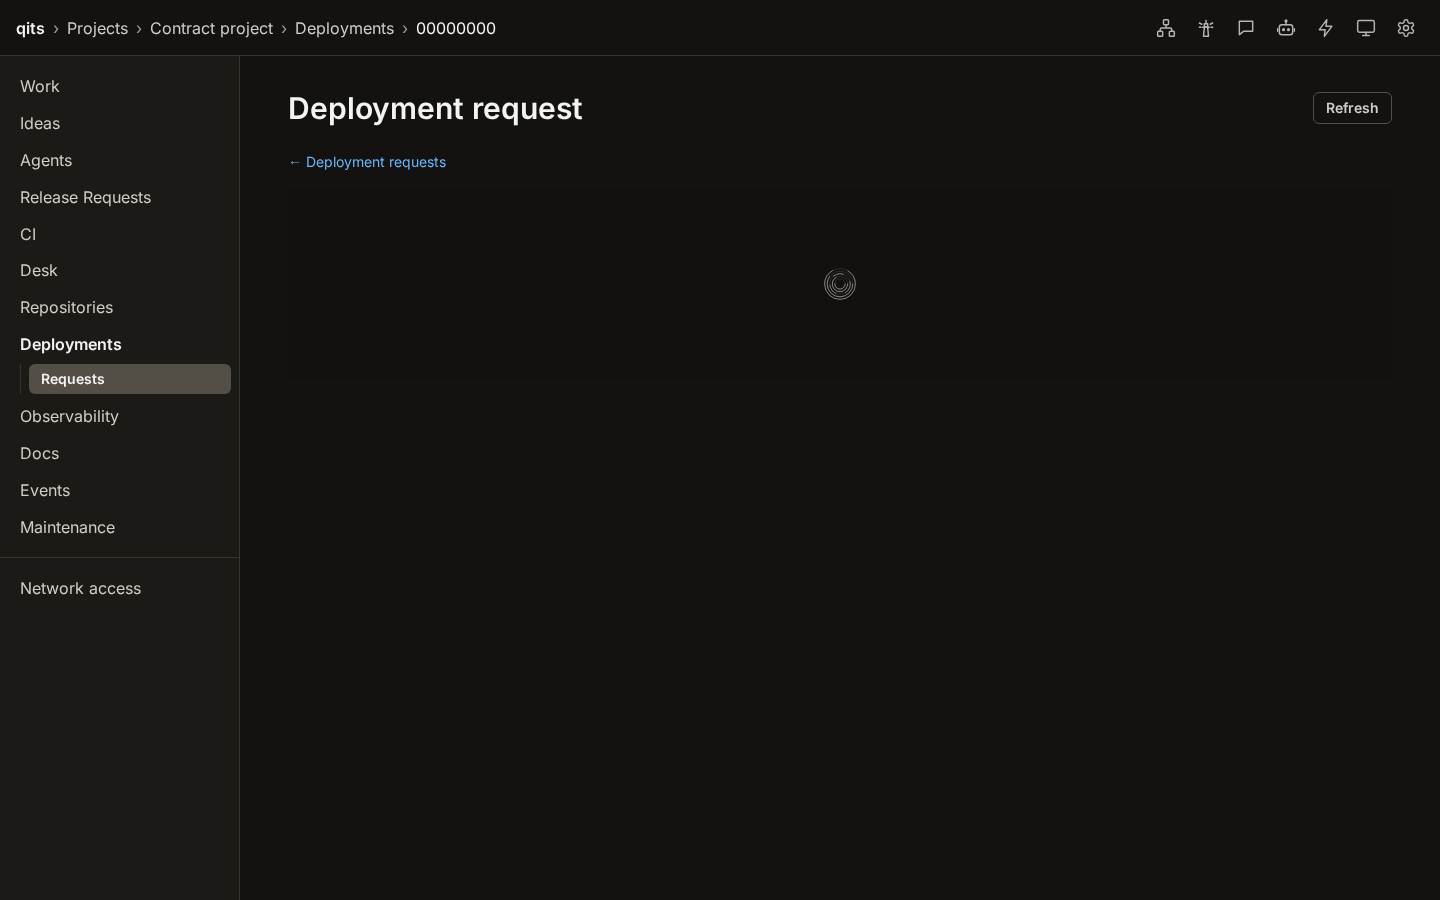 qits › Projects › Contract project › Deployments › 00000000
Work
Ideas
Agents
Release Requests
CI
Desk
Repositories
Deployments
Requests
Observability
Docs
Events
Maintenance
Network access
Deployment request
Refresh
← Deployment requests